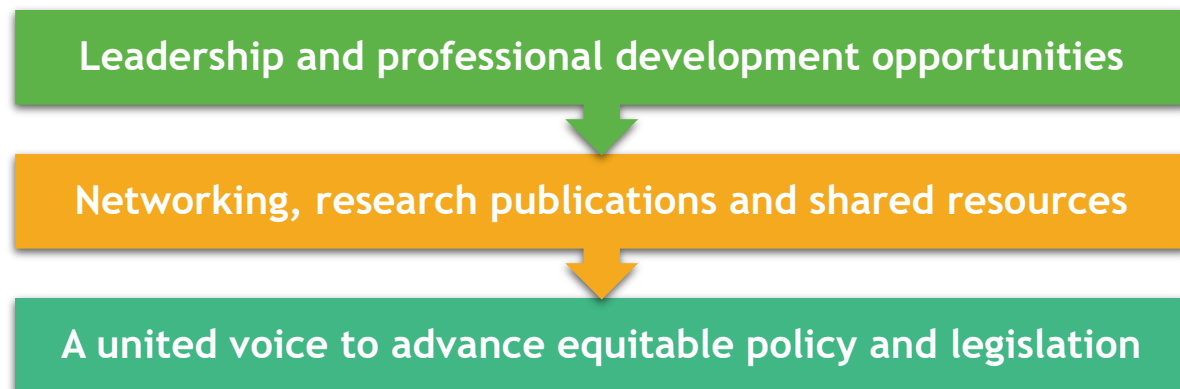 Leadership and professional development opportunities
Networking, research publications and shared resources
A united voice to advance equitable policy and legislation